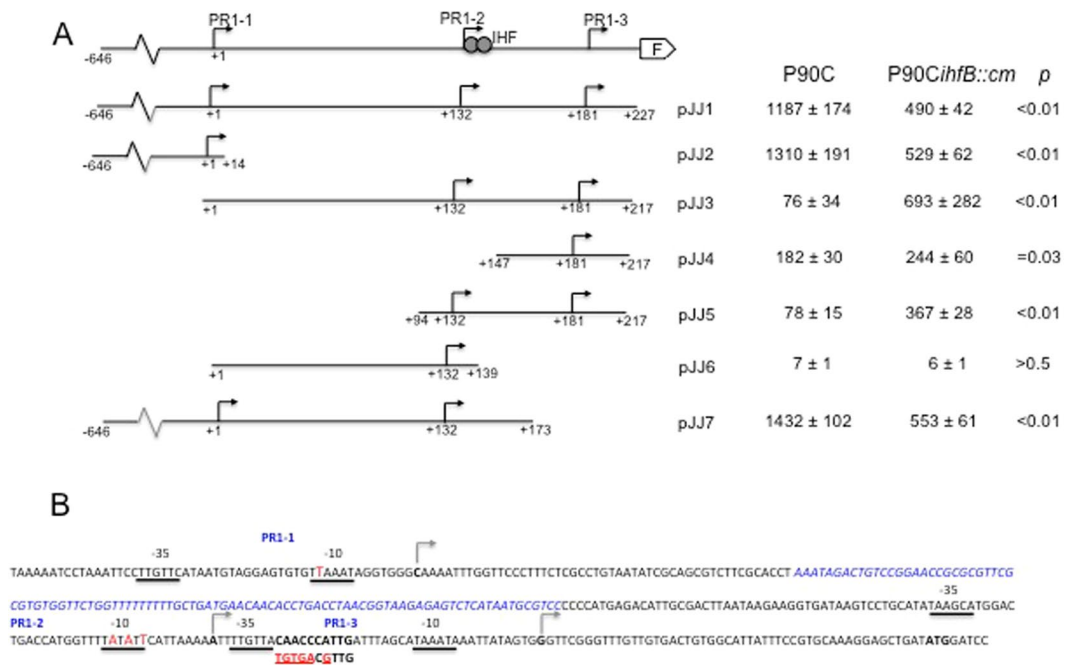 A
PR1-1 PR1-2 IHF PR1-3
-646 +1 F
P90C P90CihfB::cm p
-646 +1 +132 +181 +227 pJJ1 1187 ± 174 490 ± 42 <0.01
-646 +1 +14 pJJ2 1310 ± 191 529 ± 62 <0.01
+1 +132 +181 +217 pJJ3 76 ± 34 693 ± 282 <0.01
+147 +181 +217 pJJ4 182 ± 30 244 ± 60 =0.03
+94 +132 +181 +217 pJJ5 78 ± 15 367 ± 28 <0.01
+1 +132 +139 pJJ6 7 ± 1 6 ± 1 >0.5
-646 +1 +132 +173 pJJ7 1432 ± 102 553 ± 61 <0.01
B
PR1-1
-35 -10
TAAAAATCCTAAATTCCTTGTTCATAATGTAGGAGTGTGTTAAATAGGTGGGCAAAATTTGGTTCCCTTTCTCGCCTGTAATATCGCAGCGTCTTCGCACCT AAATAGACTGTCCGGAACCGCGCGTTCG
-35
CGTGTGGTTCTGGTTTTTTTTTGCTGATGAACAACACCTGACCTAACGGTAAGAGAGTCTCATAATGCGTCCCCCCATGAGACATTGCGACTTAATAAGAAGGTGATAAGTCCTGCATATAAGCATGGAC
PR1-2 -10 -35 PR1-3 -10
TGACCATGGTTTTATATTCATTAAAAATTTTGTTACAACCCATTGATTTAGCATAAATAAATTATAGTGGGTTCGGGTTTGTTGTGACTGTGGCATTATTTCCGTGCAAAGGAGCTGATATGGATCC
TGTGACGTTG